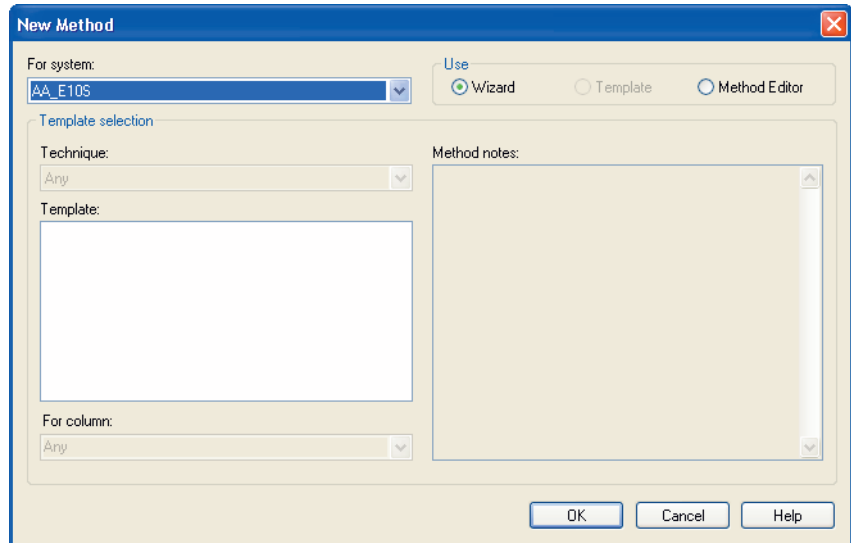 New Method
For system:
AA_E10S
Use
Wizard
Template
Method Editor
Template selection
Technique:
Any
Template:
For column:
Any
Method notes:
OK
Cancel
Help